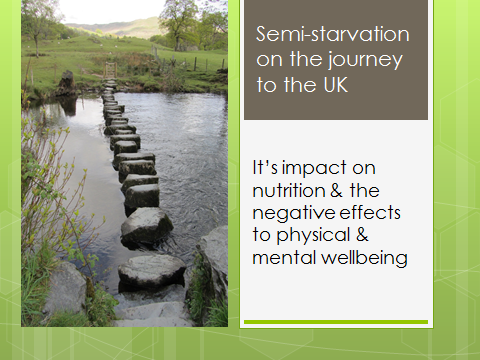 Semi-starvation
on the journey
to the UK
It's impact on
nutrition & the
negative effects
to physical &
mental wellbeing